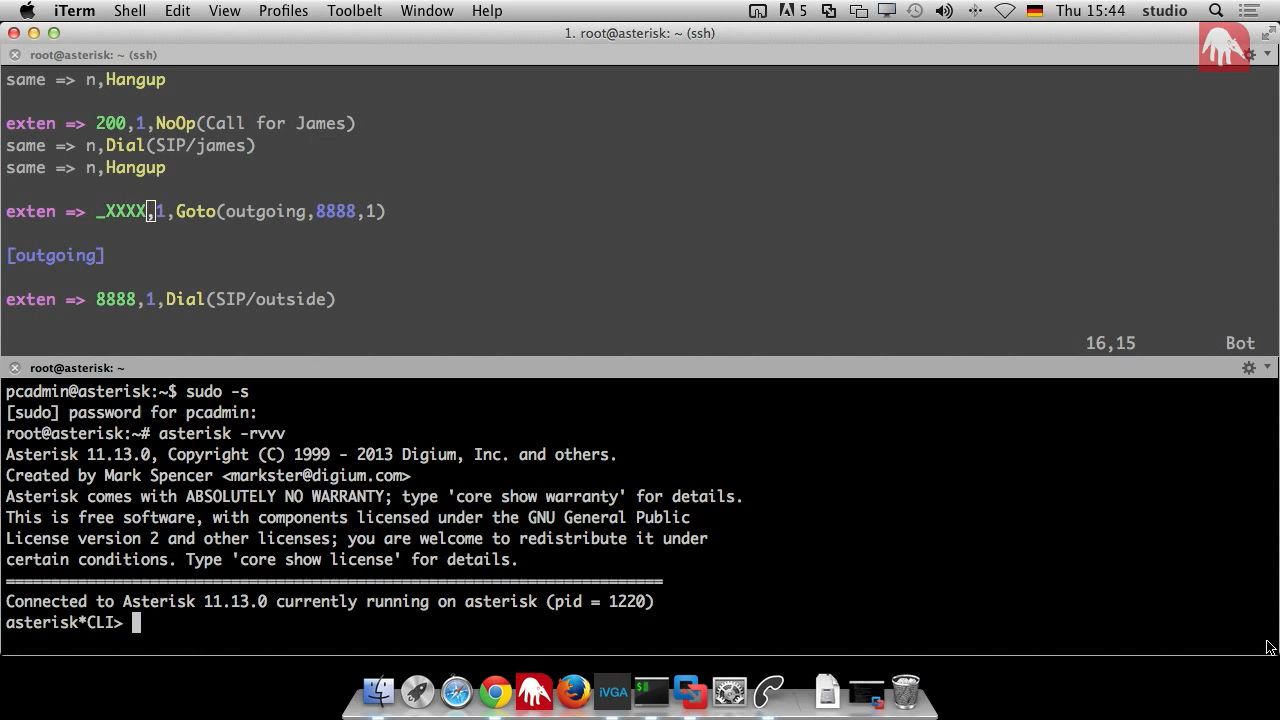 iTerm Shell Edit View Profiles Toolbelt Window Help 5 Thu 15:44 studio
1. root@asterisk: ~ (ssh)
root@asterisk: ~ (ssh)
same => n,Hangup
exten => 200,1,NoOp(Call for James)
same => n,Dial(SIP/james)
same => n,Hangup
exten => _XXXX,1,Goto(outgoing,8888,1)
[outgoing]
exten => 8888,1,Dial(SIP/outside)
16,15 Bot
root@asterisk: ~
pcadmin@asterisk:~$ sudo -s
[sudo] password for pcadmin:
root@asterisk:~# asterisk -rvvv
Asterisk 11.13.0, Copyright (C) 1999 - 2013 Digium, Inc. and others.
Created by Mark Spencer <markster@digium.com>
Asterisk comes with ABSOLUTELY NO WARRANTY; type 'core show warranty' for details.
This is free software, with components licensed under the GNU General Public
License version 2 and other licenses; you are welcome to redistribute it under
certain conditions. Type 'core show license' for details.
=========================================================================
Connected to Asterisk 11.13.0 currently running on asterisk (pid = 1220)
asterisk*CLI>
iVGA